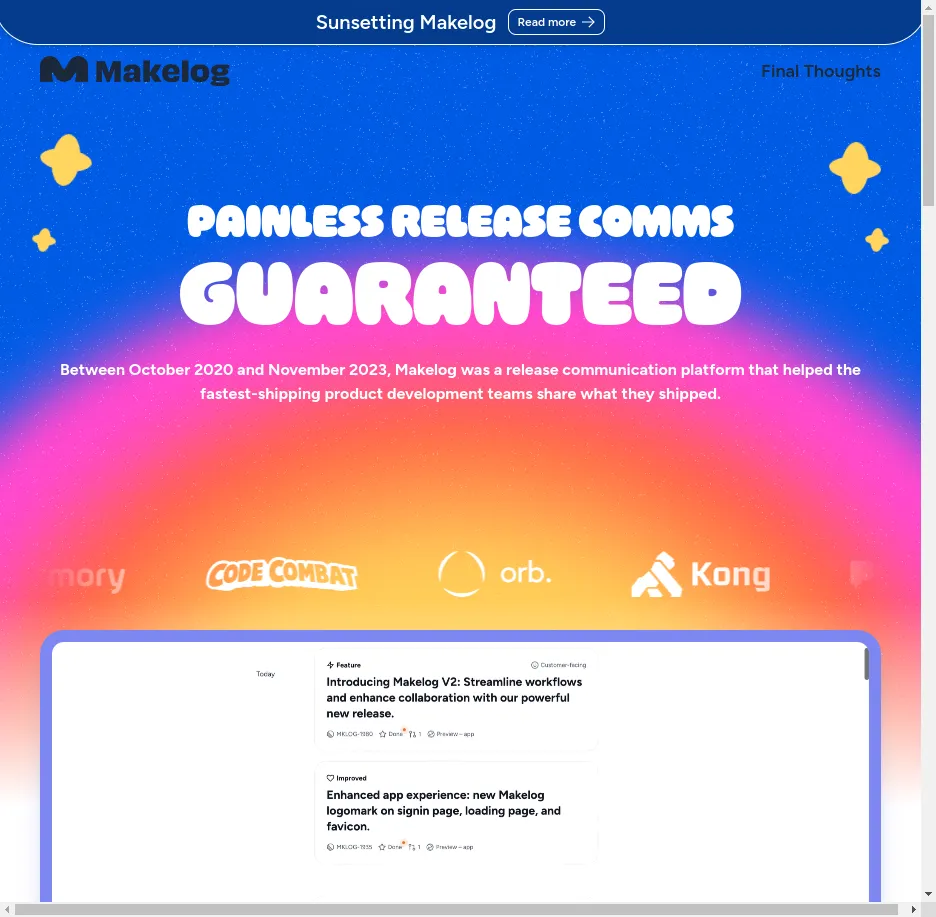 Sunsetting Makelog Read more
Makelog
Final Thoughts
PAINLESS RELEASE COMMS
GUARANTEED
Between October 2020 and November 2023, Makelog was a release communication platform that helped the
fastest-shipping product development teams share what they shipped.
mory CODE COMBAT orb. Kong
Today
Feature Customer-facing
Introducing Makelog V2: Streamline workflows
and enhance collaboration with our powerful
new release.
MKLOG-1980 Done 1 Preview – app
Improved
Enhanced app experience: new Makelog
logomark on signin page, loading page, and
favicon.
MKLOG-1935 Done 1 Preview – app